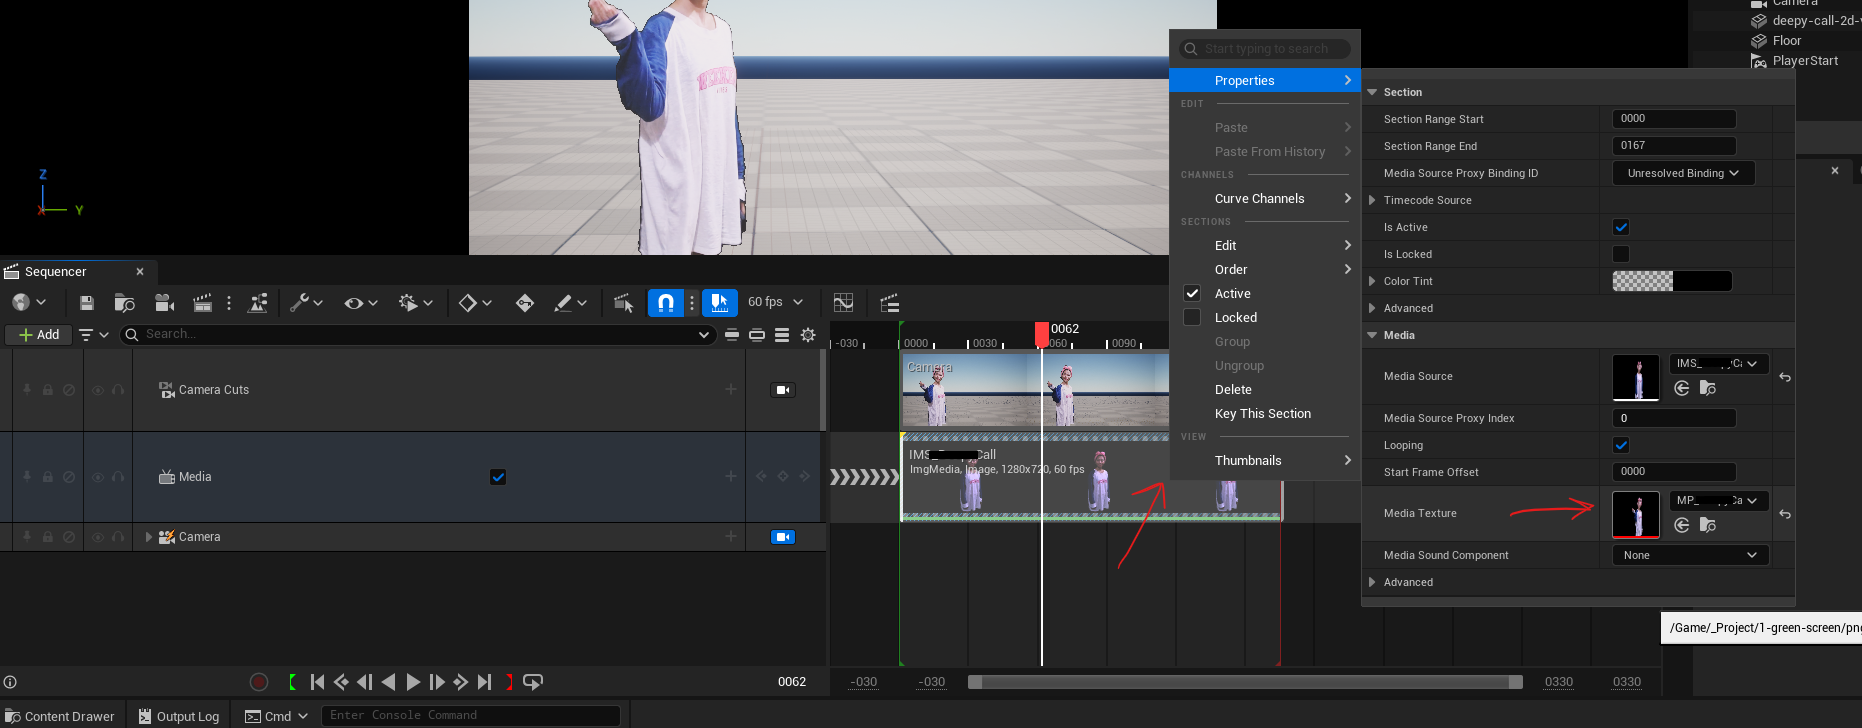 Camera
deepy-call-2d-
Floor
PlayerStart
Start typing to search
Properties
EDIT
Paste
Paste From History
CHANNELS
Curve Channels
SECTIONS
Edit
Order
Active
Locked
Group
Ungroup
Delete
Key This Section
VIEW
Thumbnails
Section
Section Range Start 0000
Section Range End 0167
Media Source Proxy Binding ID Unresolved Binding
Timecode Source
Is Active
Is Locked
Color Tint
Advanced
Media
Media Source IMS_
Media Source Proxy Index 0
Looping
Start Frame Offset 0000
Media Texture MP_
Media Sound Component None
Advanced
/Game/_Project/1-green-screen/png
Z
X Y
Sequencer
60 fps
Add
Search...
-030 0000 0030 0062 060 0090
Camera Cuts
Camera
Media
IMS_ Call
ImgMedia, Image, 1280x720, 60 fps
Camera
0062
-030 -030 0330 0330
Content Drawer Output Log Cmd Enter Console Command